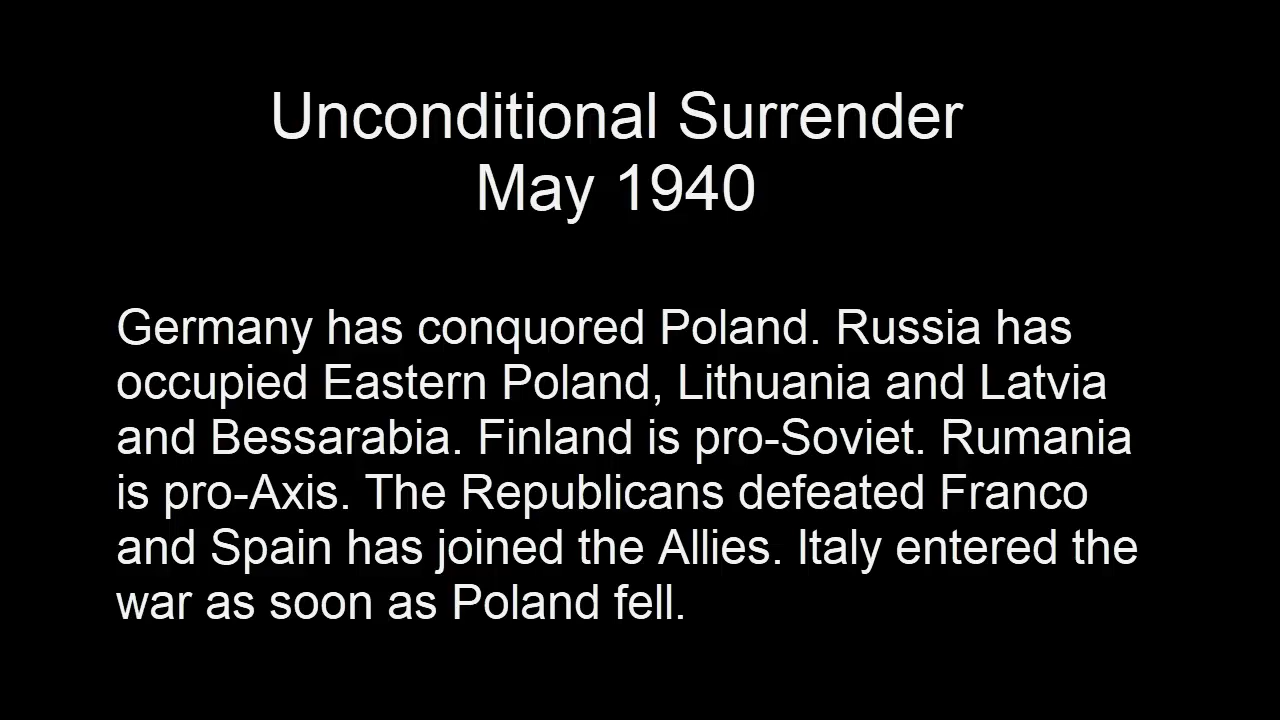 Unconditional Surrender
May 1940
Germany has conquored Poland. Russia has
occupied Eastern Poland, Lithuania and Latvia
and Bessarabia. Finland is pro-Soviet. Rumania
is pro-Axis. The Republicans defeated Franco
and Spain has joined the Allies. Italy entered the
war as soon as Poland fell.